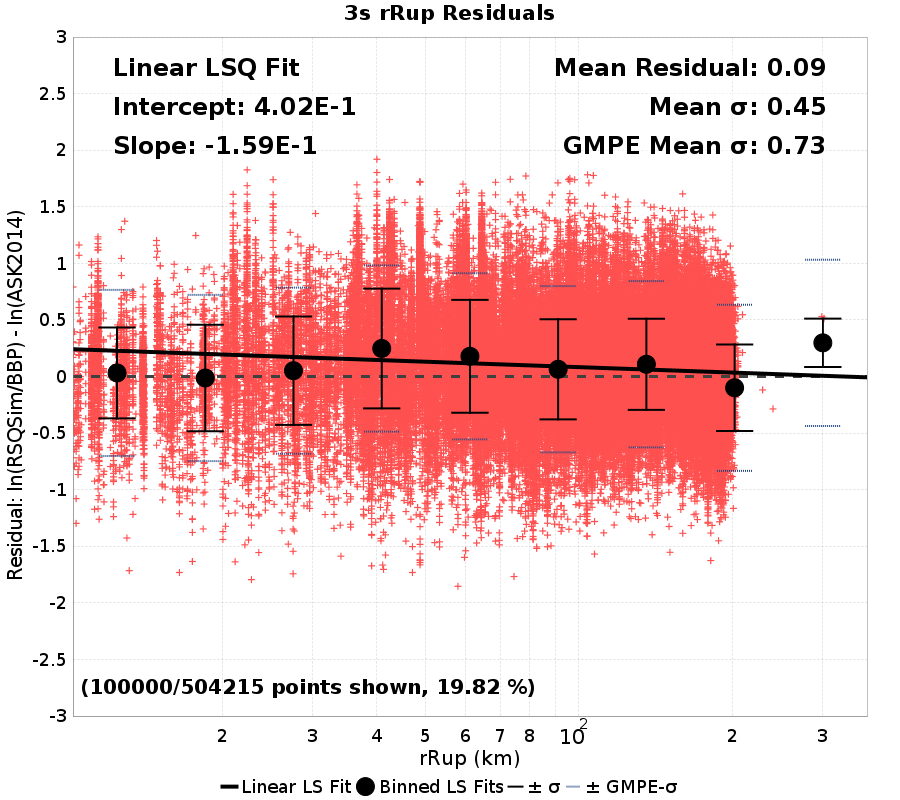 3s rRup Residuals
Linear LSQ Fit
Intercept: 4.02E-1
Slope: -1.59E-1
Mean Residual: 0.09
Mean σ: 0.45
GMPE Mean σ: 0.73
Residual: ln(RSQSim/BBP) - ln(ASK2014)
3
2.5
2
1.5
1
0.5
0
-0.5
-1
-1.5
-2
-2.5
-3
(100000/504215 points shown, 19.82 %)
2 3 4 5 6 7 8 10² 2 3
rRup (km)
Linear LS Fit Binned LS Fits ± σ ± GMPE-σ